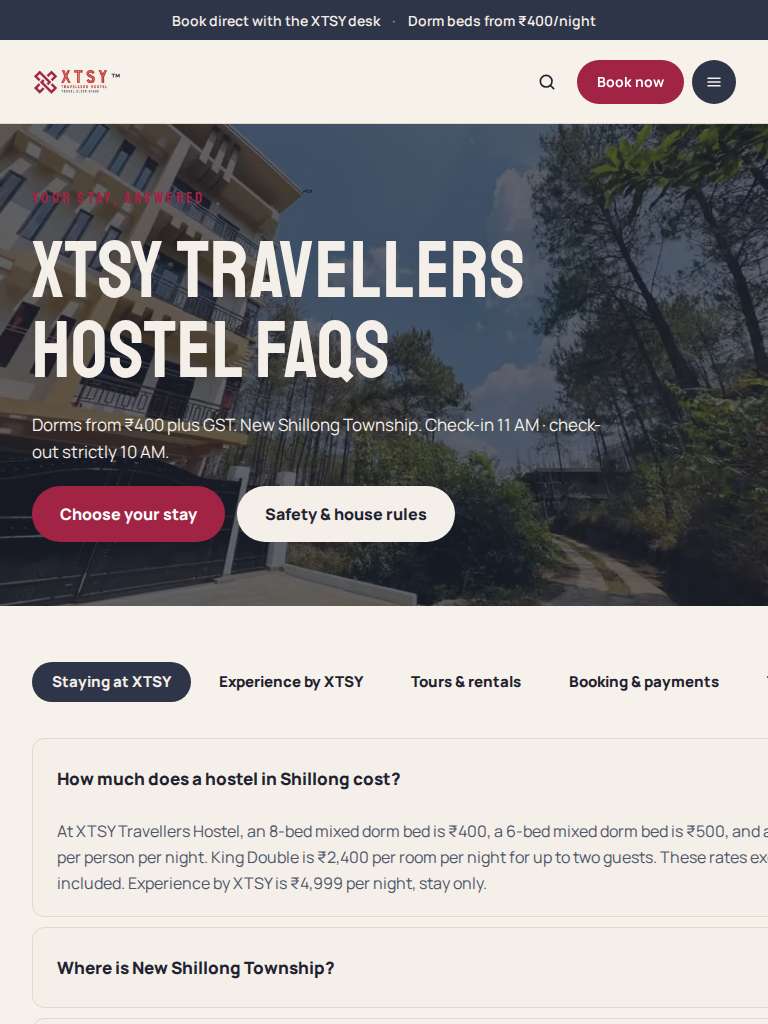 Book direct with the XTSY desk · Dorm beds from ₹400/night
XTSY™
TRAVELLERS HOSTEL
Book now
YOUR STAY, ANSWERED
XTSY TRAVELLERS
HOSTEL FAQS
Dorms from ₹400 plus GST. New Shillong Township. Check-in 11 AM · check-
out strictly 10 AM.
Choose your stay
Safety & house rules
Staying at XTSY
Experience by XTSY
Tours & rentals
Booking & payments
How much does a hostel in Shillong cost?
At XTSY Travellers Hostel, an 8-bed mixed dorm bed is ₹400, a 6-bed mixed dorm bed is ₹500, and a
per person per night. King Double is ₹2,400 per room per night for up to two guests. These rates ex
included. Experience by XTSY is ₹4,999 per night, stay only.
Where is New Shillong Township?